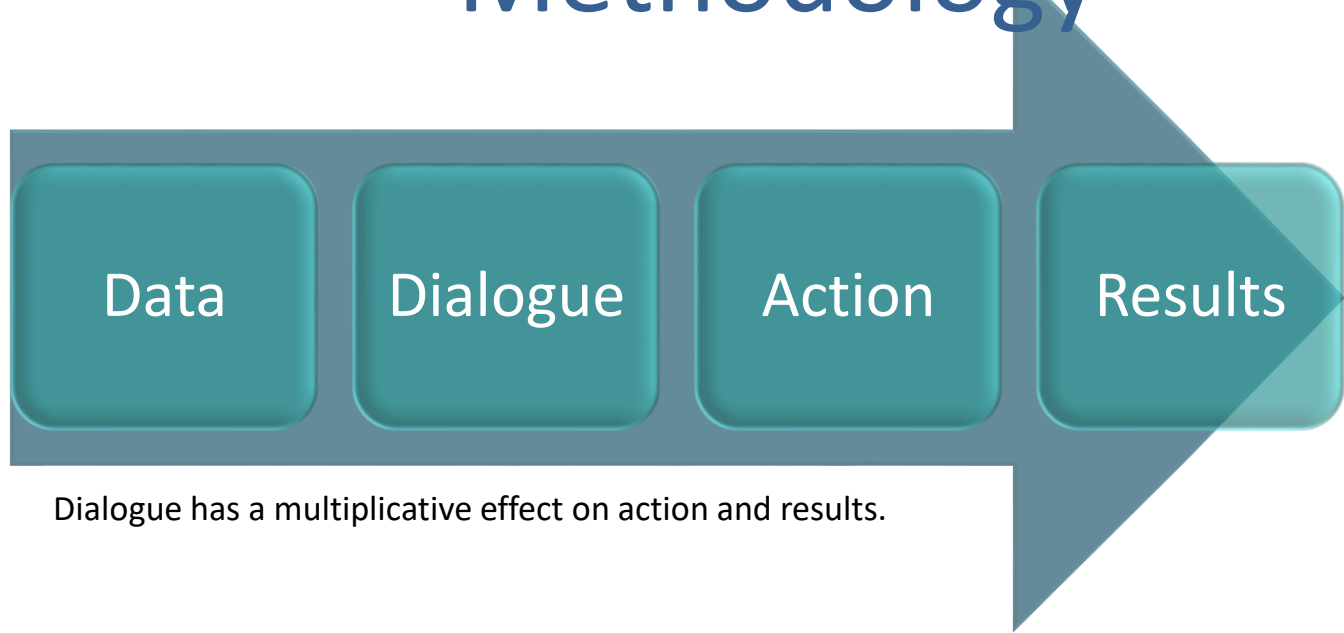 Methodology
Data
Dialogue
Action
Results
Dialogue has a multiplicative effect on action and results.